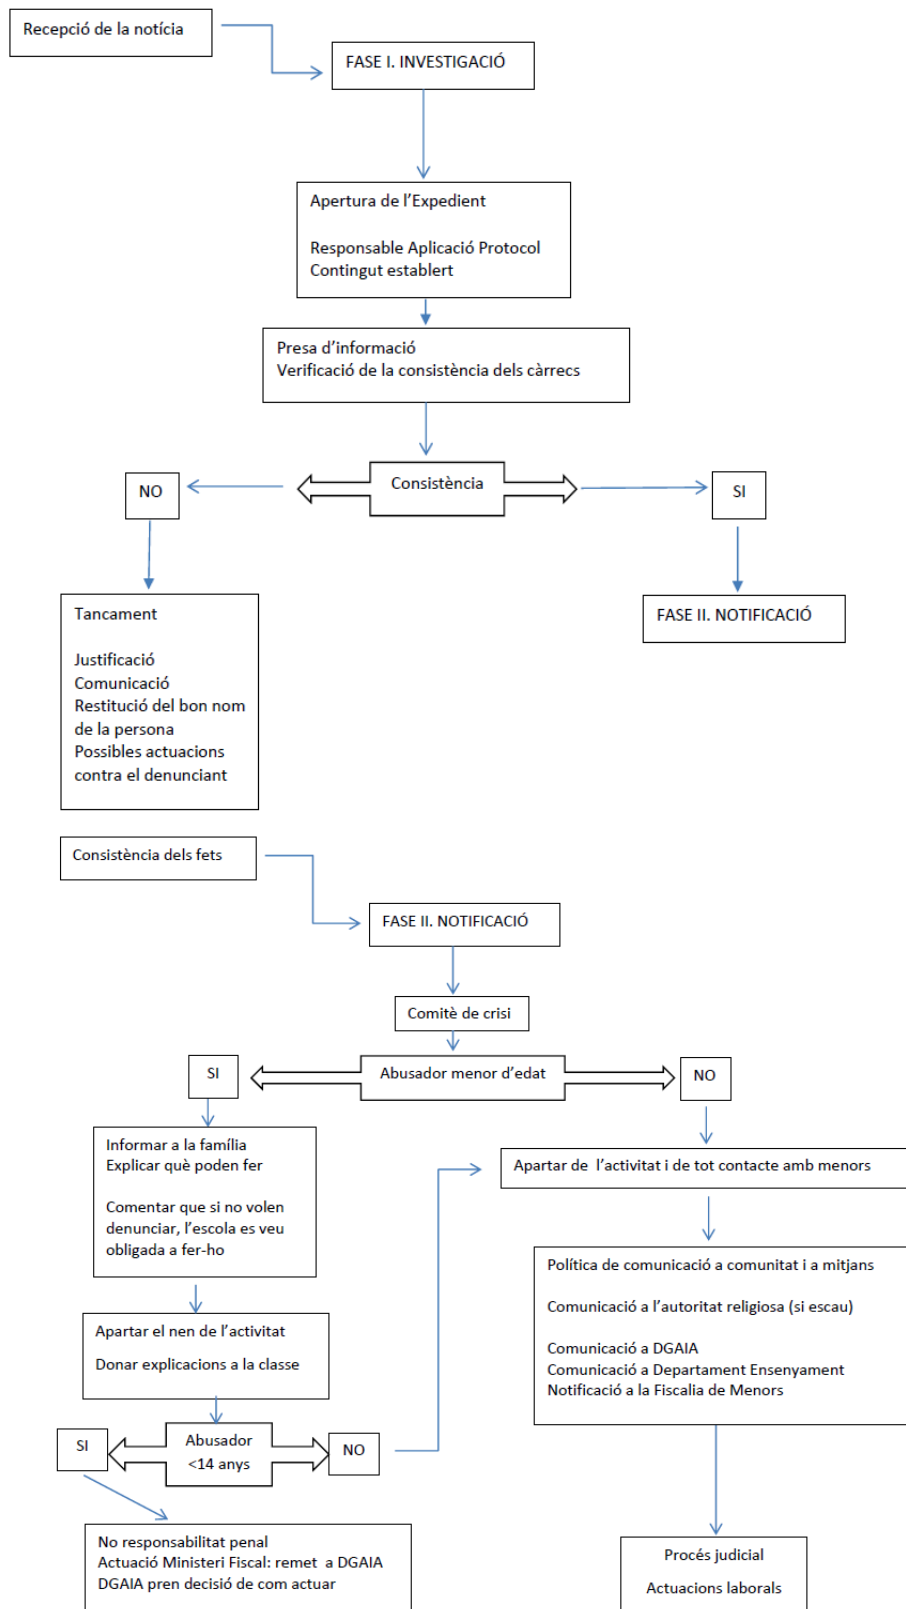 Recepció de la notícia
FASE I. INVESTIGACIÓ
Apertura de l'Expedient
Responsable Aplicació Protocol
Contingut establert
Presa d'informació
Verificació de la consistència dels càrrecs
NO
Consistència
SI
Tancament
Justificació
Comunicació
Restitució del bon nom
de la persona
Possibles actuacions
contra el denunciant
FASE II. NOTIFICACIÓ
Consistència dels fets
FASE II. NOTIFICACIÓ
Comitè de crisi
SI
Abusador menor d'edat
NO
Informar a la família
Explicar què poden fer
Comentar que si no volen
denunciar, l'escola es veu
obligada a fer-ho
Apartar de l'activitat i de tot contacte amb menors
Política de comunicació a comunitat i a mitjans
Comunicació a l'autoritat religiosa (si escau)
Comunicació a DGAIA
Comunicació a Departament Ensenyament
Notificació a la Fiscalia de Menors
Apartar el nen de l'activitat
Donar explicacions a la classe
SI
Abusador
<14 anys
NO
No responsabilitat penal
Actuació Ministeri Fiscal: remet a DGAIA
DGAIA pren decisió de com actuar
Procés judicial
Actuacions laborals